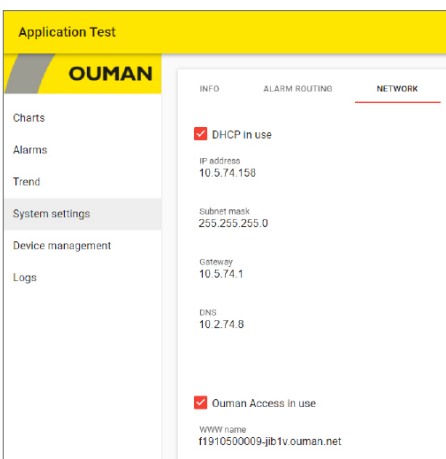 Application Test
OUMAN
Charts
Alarms
Trend
System settings
Device management
Logs
INFO ALARM ROUTING NETWORK
DHCP in use
IP address
10.5.74.158
Subnet mask
255.255.255.0
Gateway
10.5.74.1
DNS
10.2.74.8
Ouman Access in use
WWW name
f1910500009-jib1v.ouman.net